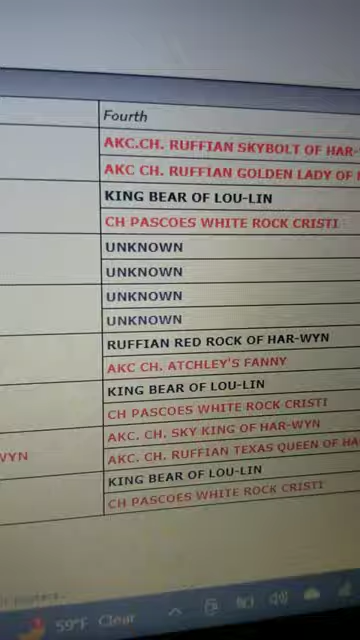 Fourth
AKC.CH. RUFFIAN SKYBOLT OF HAR-
AKC CH. RUFFIAN GOLDEN LADY OF
KING BEAR OF LOU-LIN
CH PASCOES WHITE ROCK CRISTI
UNKNOWN
UNKNOWN
UNKNOWN
UNKNOWN
RUFFIAN RED ROCK OF HAR-WYN
AKC CH. ATCHLEY'S FANNY
KING BEAR OF LOU-LIN
CH PASCOES WHITE ROCK CRISTI
AKC. CH. SKY KING OF HAR-WYN
WYN
AKC. CH. RUFFIAN TEXAS QUEEN OF HA
KING BEAR OF LOU-LIN
CH PASCOES WHITE ROCK CRISTI
59°F Clear